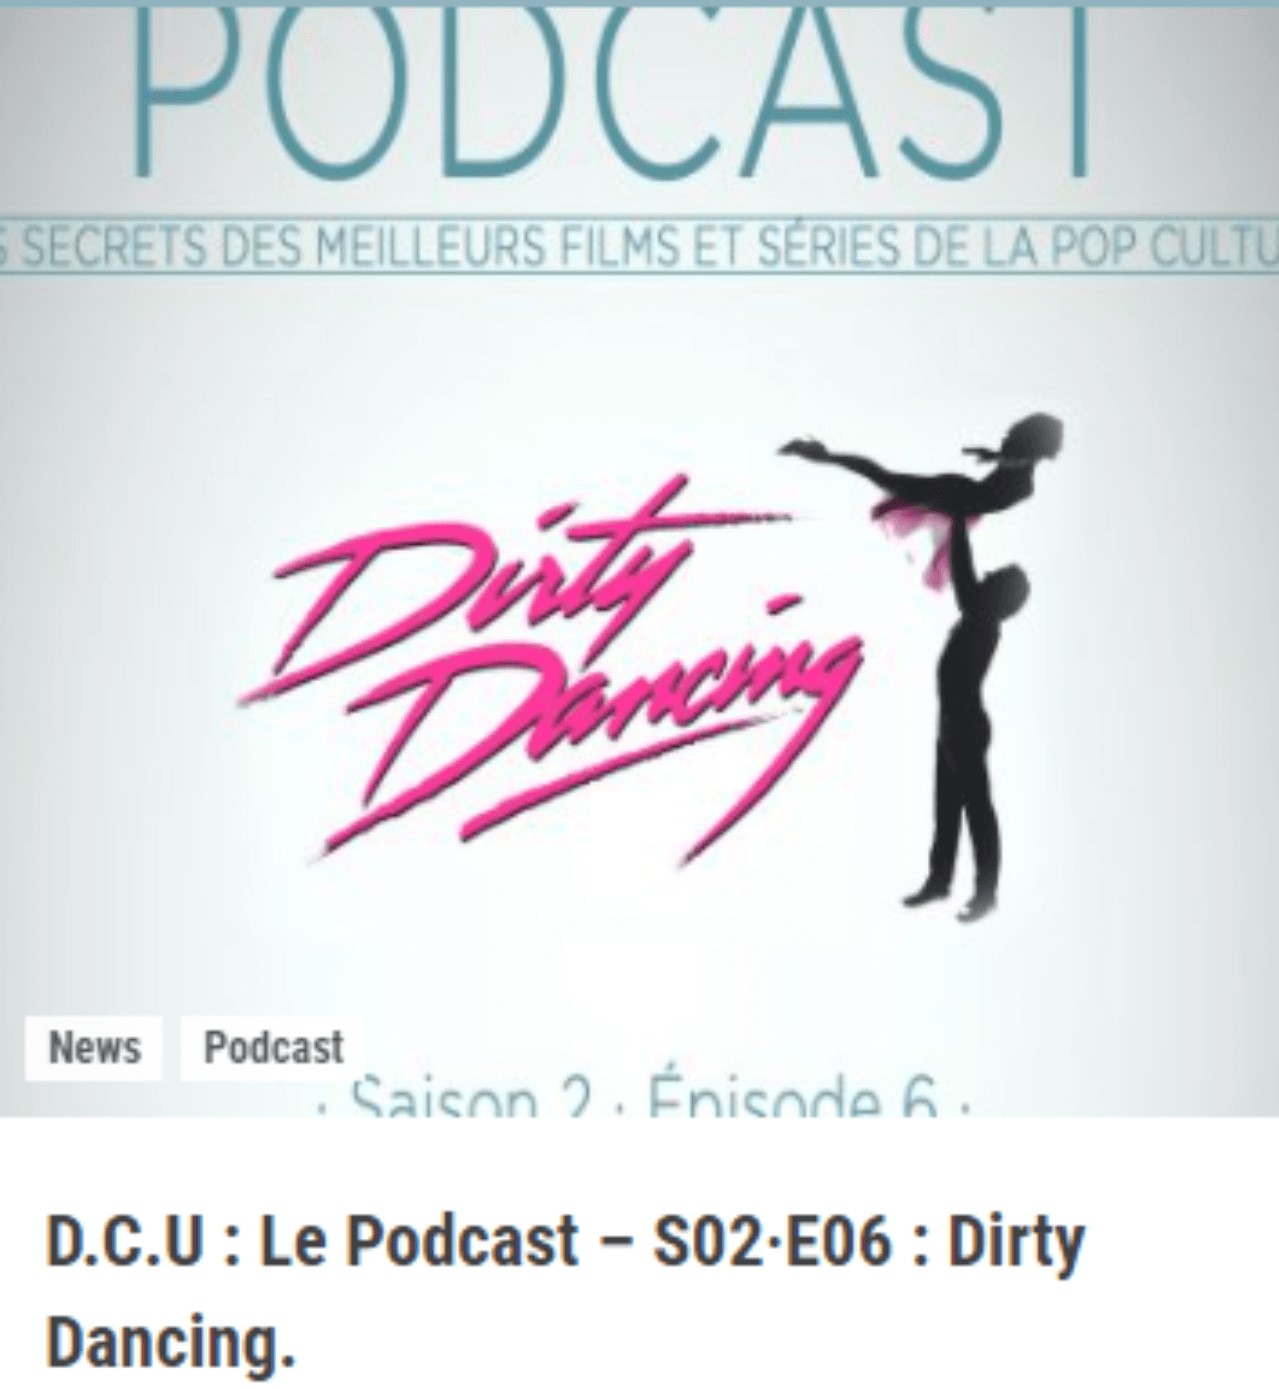 PODCAST
S SECRETS DES MEILLEURS FILMS ET SÉRIES DE LA POP CULTU
Dirty
Dancing
News Podcast
· Saison 2 · Épisode 6 ·
D.C.U : Le Podcast – S02·E06 : Dirty
Dancing.